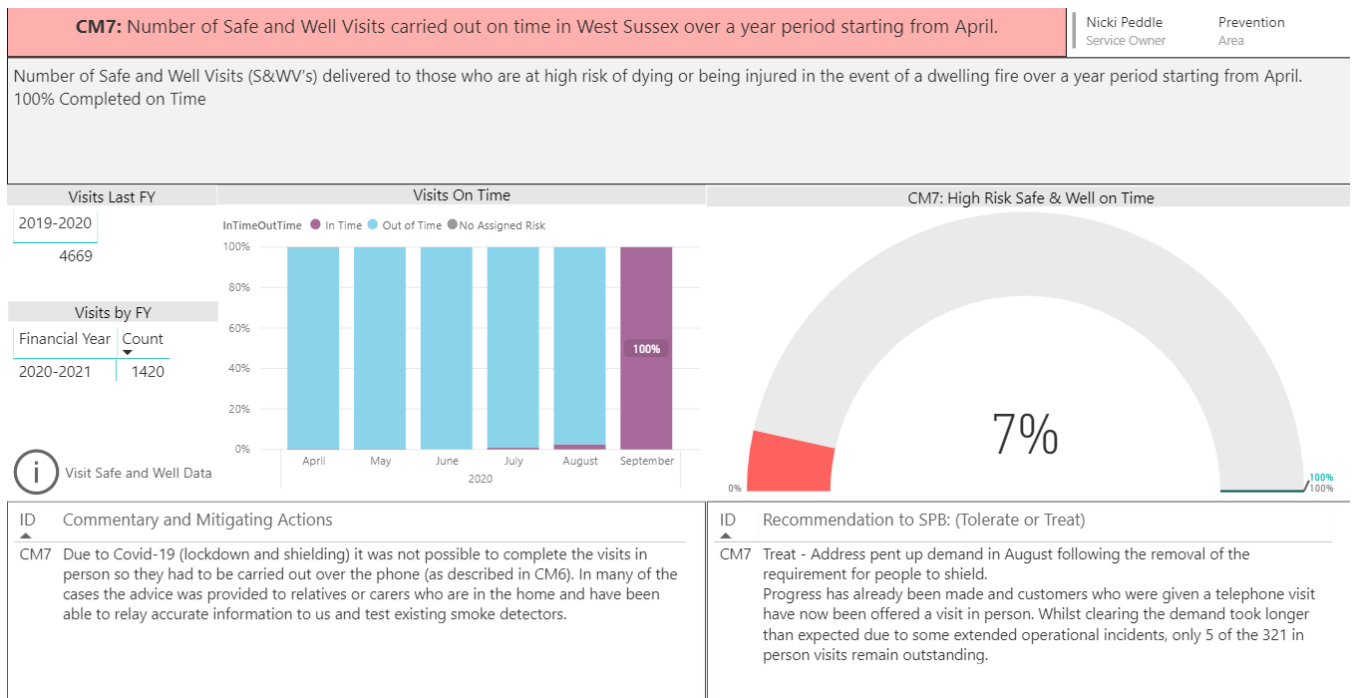 CM7: Number of Safe and Well Visits carried out on time in West Sussex over a year period starting from April.
Nicki Peddle
Service Owner
Prevention
Area
Number of Safe and Well Visits (S&WV's) delivered to those who are at high risk of dying or being injured in the event of a dwelling fire over a year period starting from April.
100% Completed on Time
Visits Last FY
2019-2020
4669
Visits by FY
Financial Year Count
2020-2021 1420
i Visit Safe and Well Data
Visits On Time
InTimeOutTime In Time Out of Time No Assigned Risk
100%
80%
60%
40%
20%
0%
100%
April May June July August September
2020
CM7: High Risk Safe & Well on Time
7%
0%
100%
100%
ID Commentary and Mitigating Actions
CM7 Due to Covid-19 (lockdown and shielding) it was not possible to complete the visits in
person so they had to be carried out over the phone (as described in CM6). In many of the
cases the advice was provided to relatives or carers who are in the home and have been
able to relay accurate information to us and test existing smoke detectors.
ID Recommendation to SPB: (Tolerate or Treat)
CM7 Treat - Address pent up demand in August following the removal of the
requirement for people to shield.
Progress has already been made and customers who were given a telephone visit
have now been offered a visit in person. Whilst clearing the demand took longer
than expected due to some extended operational incidents, only 5 of the 321 in
person visits remain outstanding.